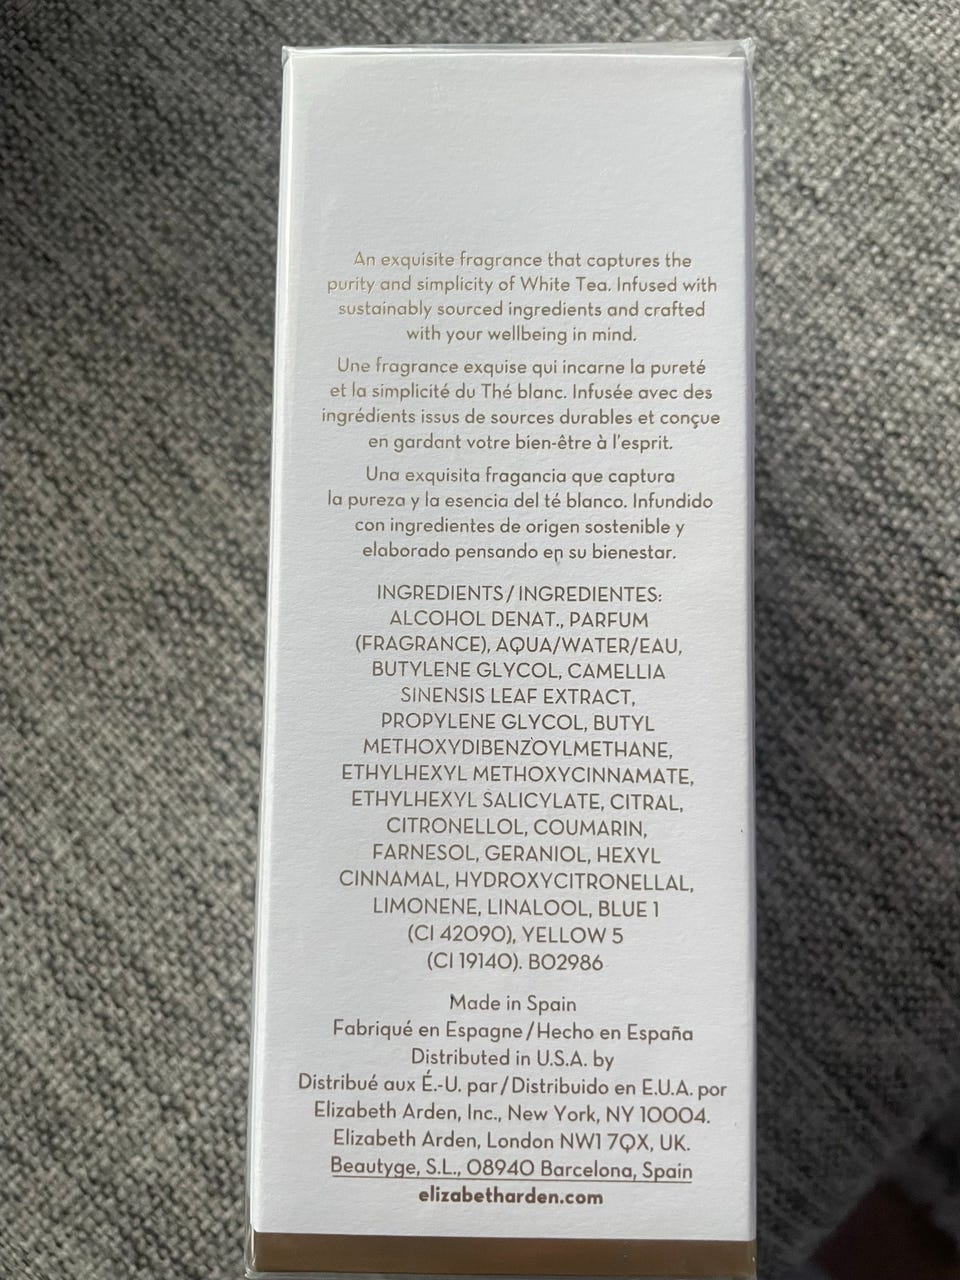 An exquisite fragrance that captures the
purity and simplicity of White Tea. Infused with
sustainably sourced ingredients and crafted
with your wellbeing in mind.
Une fragrance exquise qui incarne la pureté
et la simplicité du Thé blanc. Infusée avec des
ingrédients issus de sources durables et conçue
en gardant votre bien-être à l'esprit.
Una exquisita fragancia que captura
la pureza y la esencia del té blanco. Infundido
con ingredientes de origen sostenible y
elaborado pensando en su bienestar.
INGREDIENTS/INGREDIENTES:
ALCOHOL DENAT., PARFUM
(FRAGRANCE), AQUA/WATER/EAU,
BUTYLENE GLYCOL, CAMELLIA
SINENSIS LEAF EXTRACT,
PROPYLENE GLYCOL, BUTYL
METHOXYDIBENZOYLMETHANE,
ETHYLHEXYL METHOXYCINNAMATE,
ETHYLHEXYL SALICYLATE, CITRAL,
CITRONELLOL, COUMARIN,
FARNESOL, GERANIOL, HEXYL
CINNAMAL, HYDROXYCITRONELLAL,
LIMONENE, LINALOOL, BLUE 1
(CI 42090), YELLOW 5
(CI 19140). BO2986
Made in Spain
Fabriqué en Espagne/Hecho en España
Distributed in U.S.A. by
Distribué aux É.-U. par/Distribuido en E.U.A. por
Elizabeth Arden, Inc., New York, NY 10004.
Elizabeth Arden, London NW1 7QX, UK.
Beautyge, S.L., 08940 Barcelona, Spain
elizabetharden.com